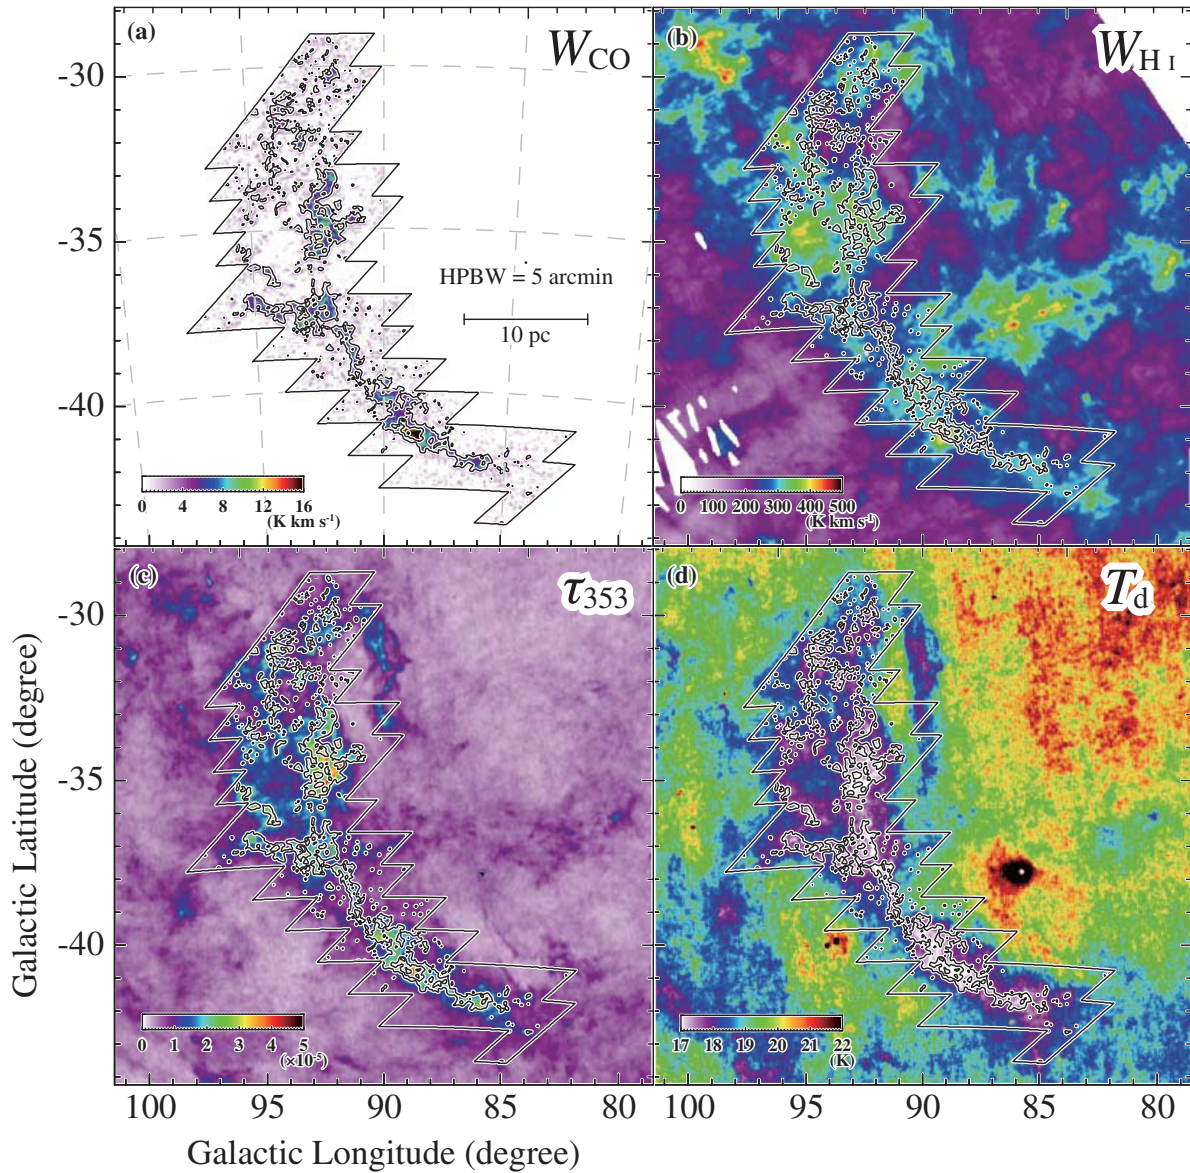 (a)
W_CO
-30
-35
-40
HPBW = 5 arcmin
10 pc
0 4 8 12 16
(K km s⁻¹)
(b)
W_H I
0 100 200 300 400 500
(K km s⁻¹)
(c)
τ₃₅₃
-30
-35
-40
0 1 2 3 4 5
(×10⁻⁵)
100 95 90 85 80
(d)
T_d
17 18 19 20 21 22
(K)
100 95 90 85 80
Galactic Latitude (degree)
Galactic Longitude (degree)